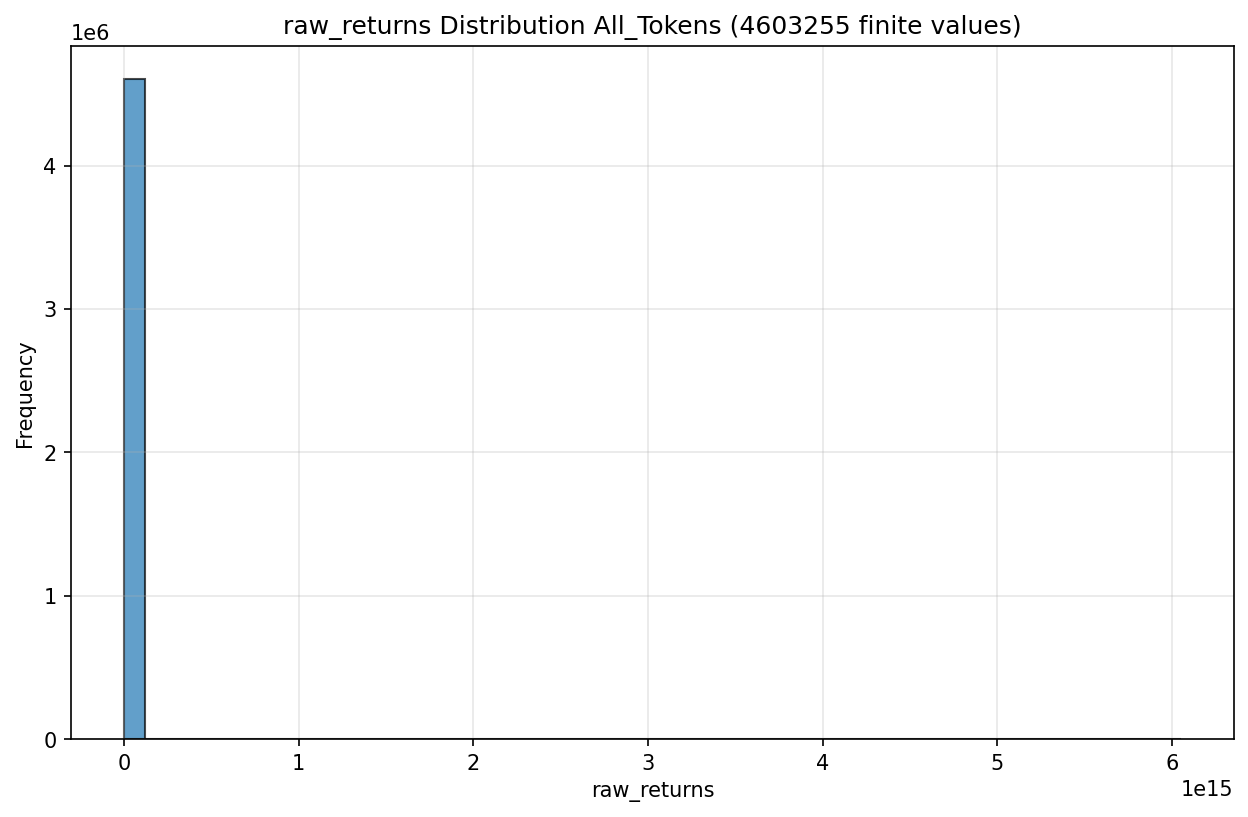 raw_returns Distribution All_Tokens (4603255 finite values)
1e6
4
3
2
1
0
Frequency
0 1 2 3 4 5 6
raw_returns
1e15